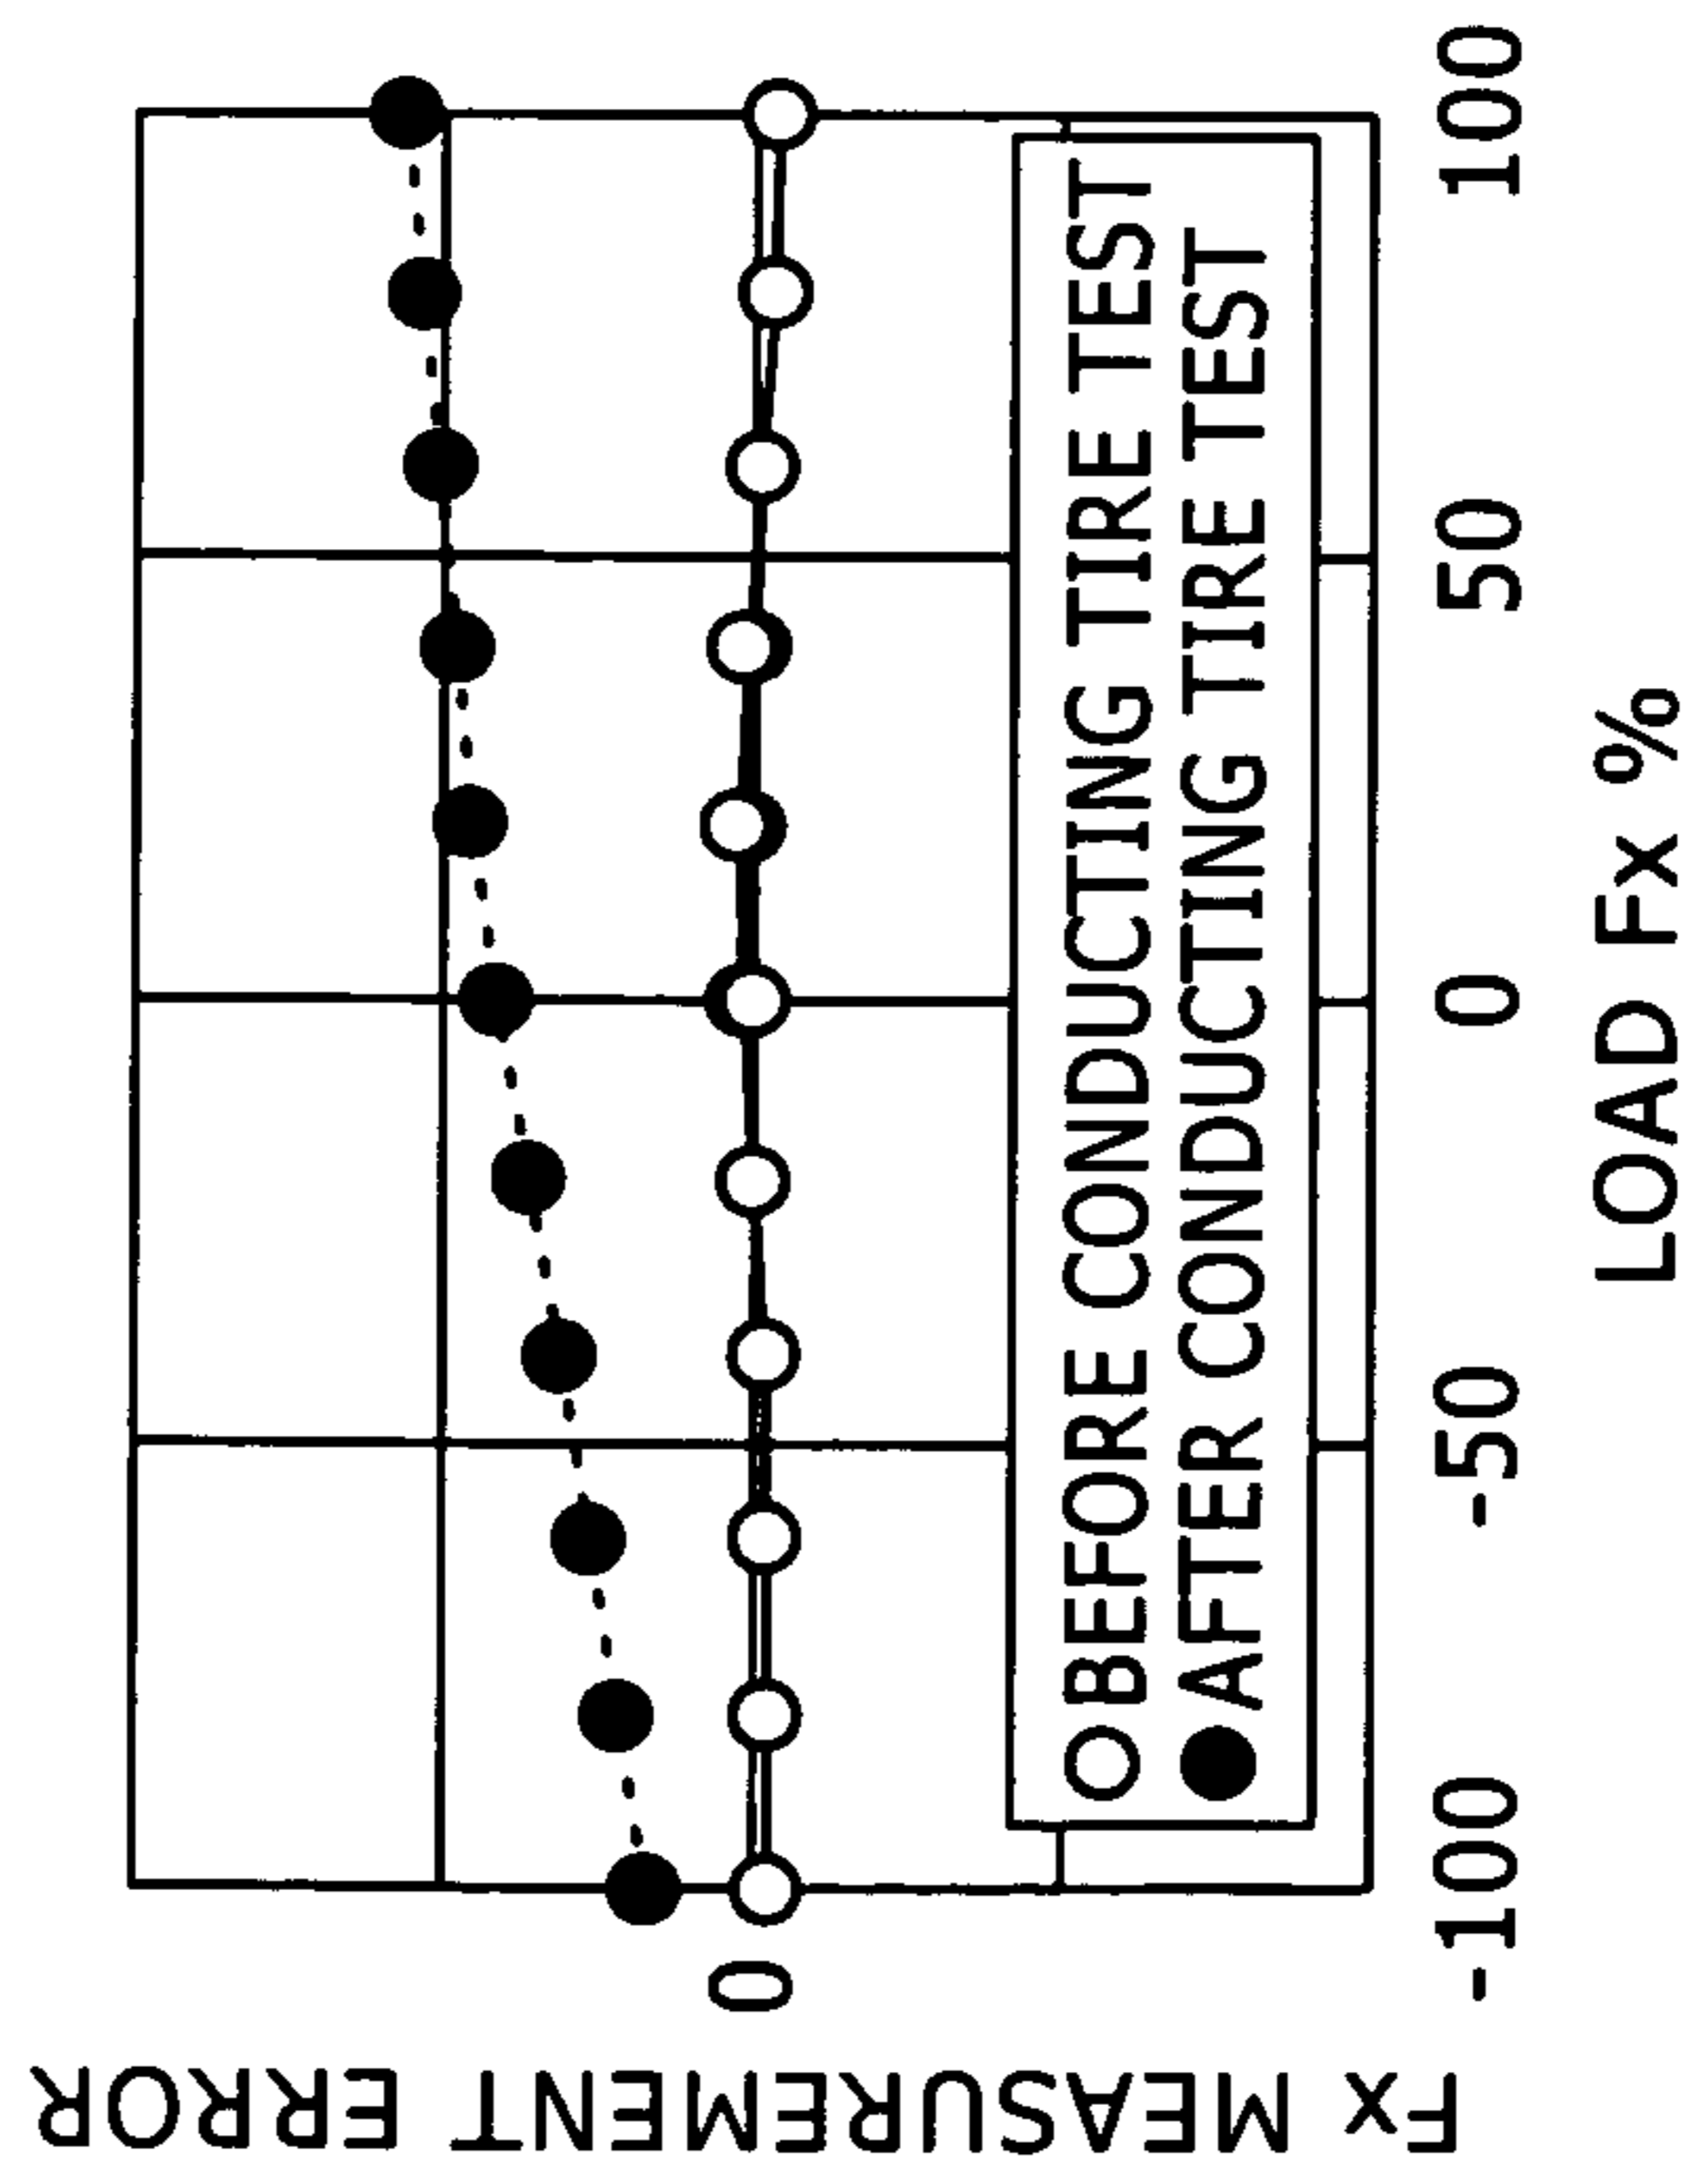 Fx MEASUREMENT ERROR
0
○ BEFORE CONDUCTING TIRE TEST
● AFTER CONDUCTING TIRE TEST
-100 -50 0 50 100
LOAD Fx %